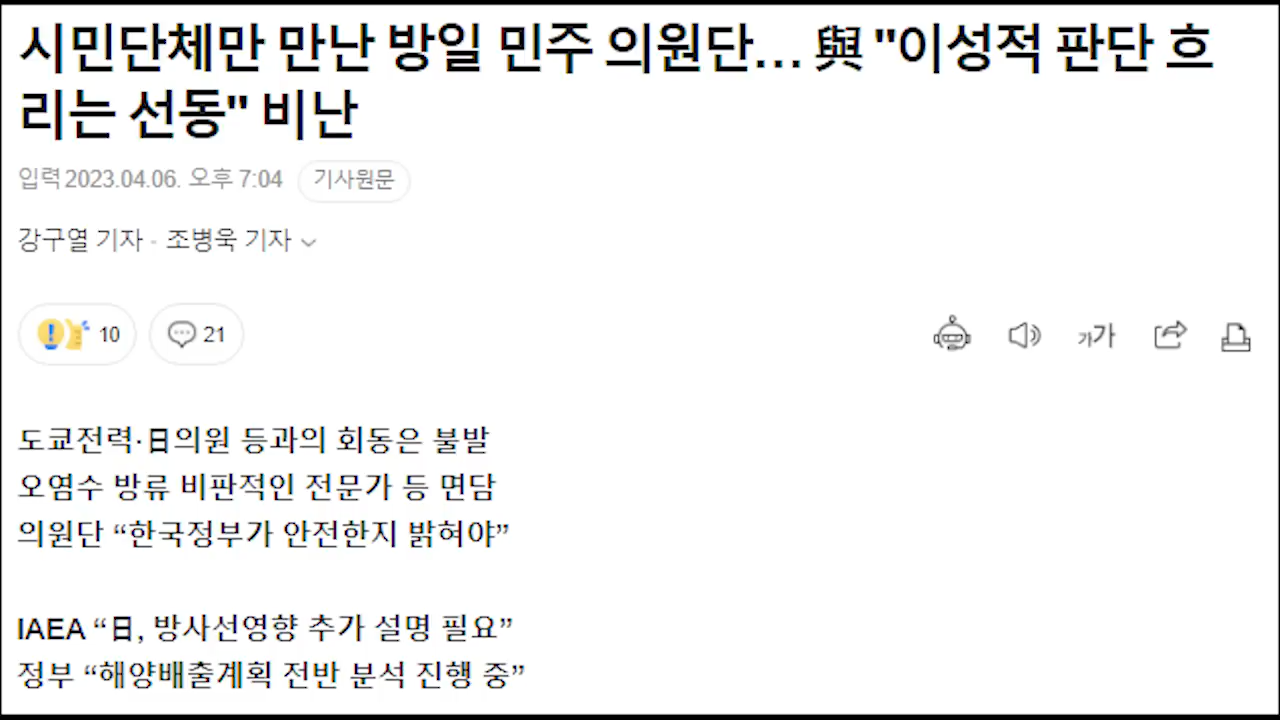 시민단체만 만난 방일 민주 의원단… 與 "이성적 판단 흐
리는 선동" 비난
입력 2023.04.06. 오후 7:04 기사원문
강구열 기자 - 조병욱 기자
10 21 가가
도쿄전력·日의원 등과의 회동은 불발
오염수 방류 비판적인 전문가 등 면담
의원단 “한국정부가 안전한지 밝혀야”
IAEA “日, 방사선영향 추가 설명 필요”
정부 “해양배출계획 전반 분석 진행 중”